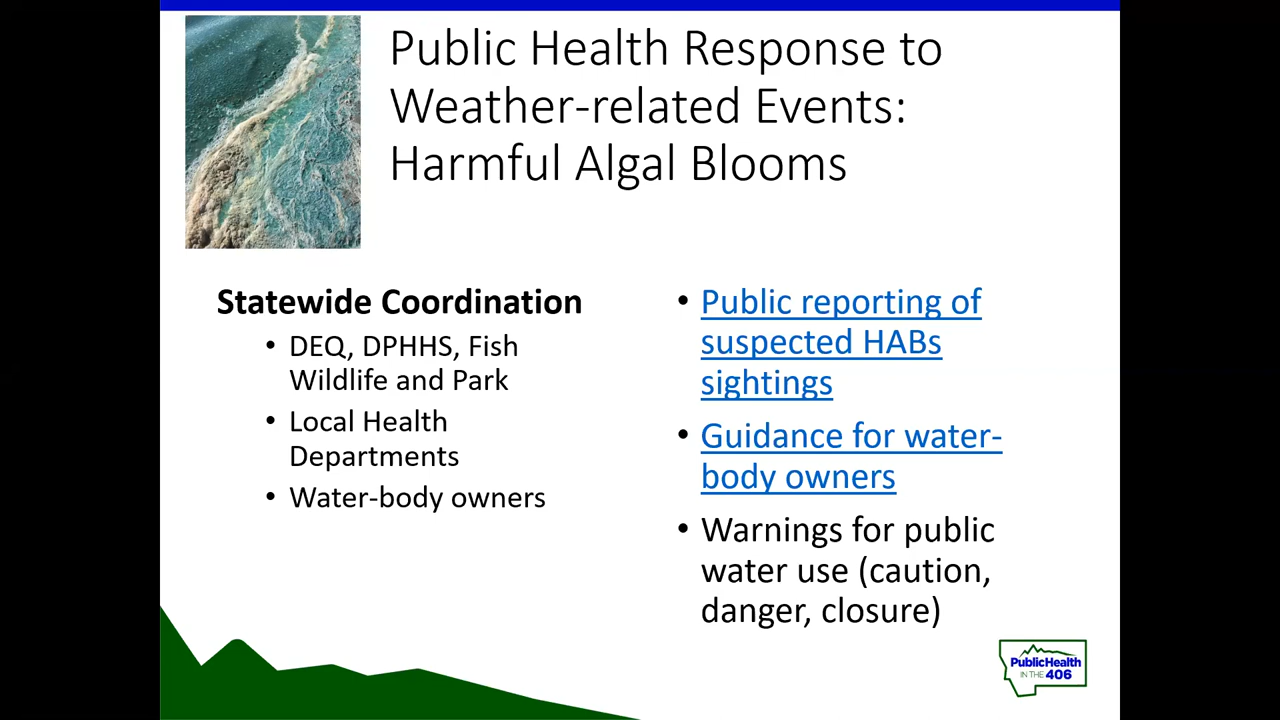 Public Health Response to
Weather-related Events:
Harmful Algal Blooms
Statewide Coordination
• DEQ, DPHHS, Fish
Wildlife and Park
• Local Health
Departments
• Water-body owners
• Public reporting of
suspected HABs
sightings
• Guidance for water-
body owners
• Warnings for public
water use (caution,
danger, closure)
PublicHealth
IN THE 406